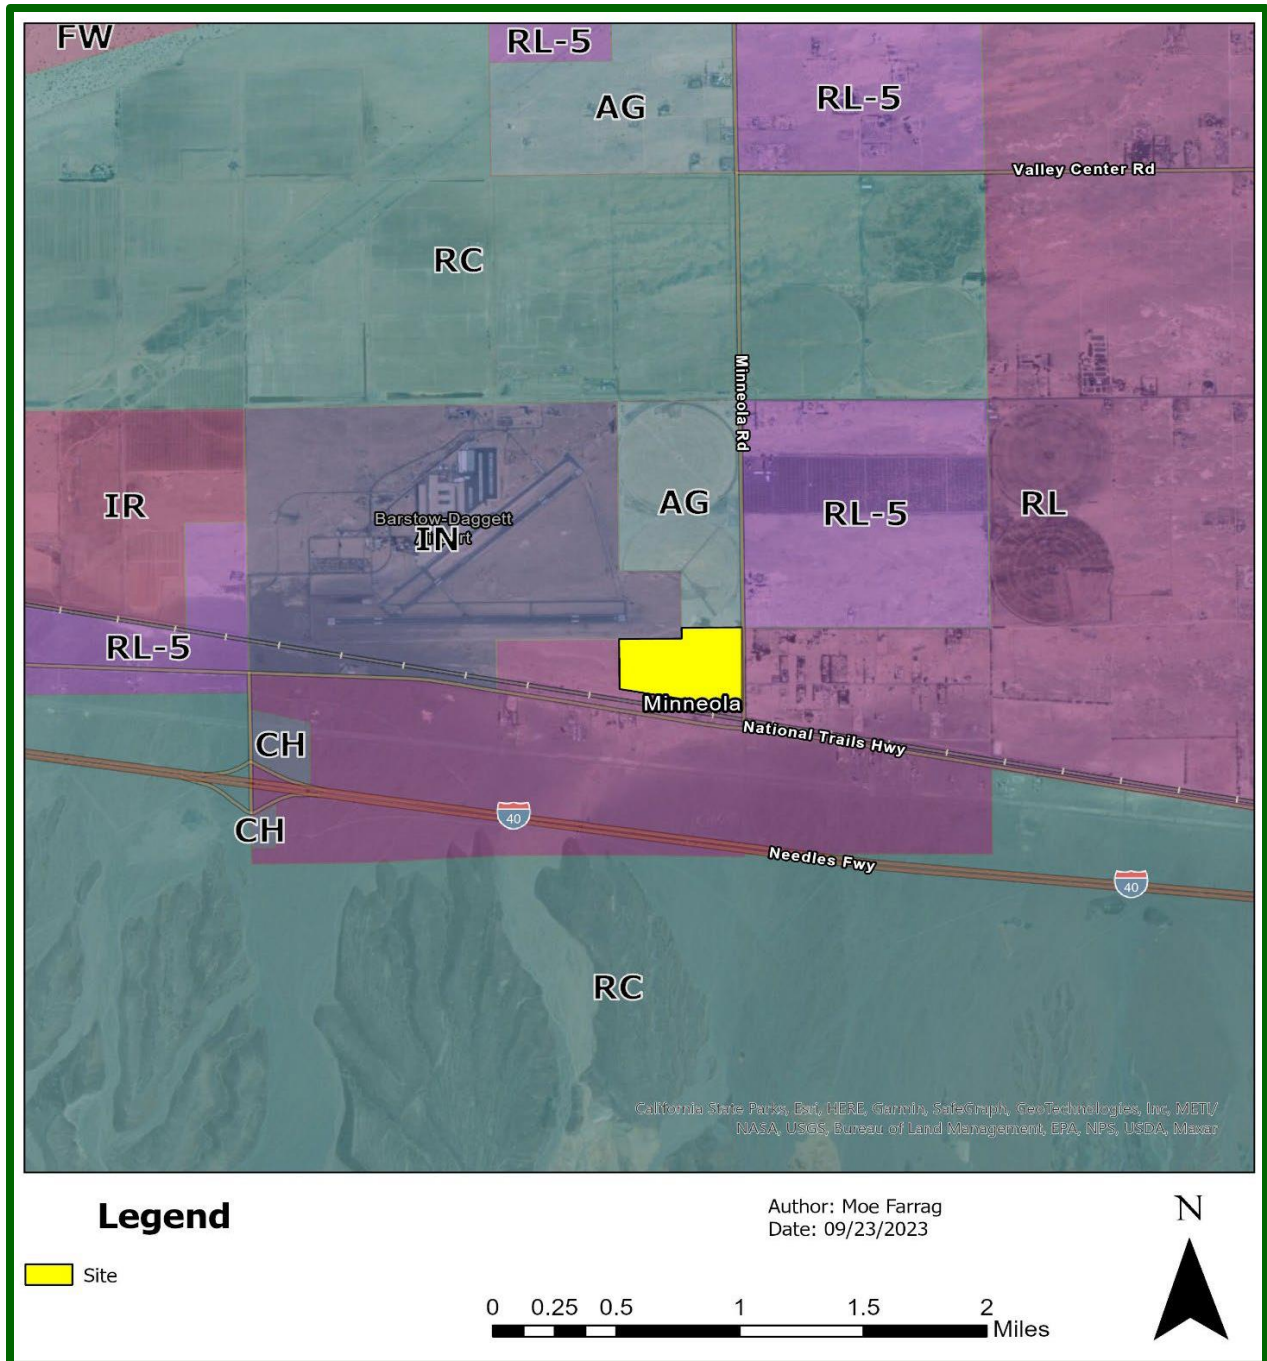 FW
RL-5
AG
RL-5
Valley Center Rd
RC
Minneola Rd
IR
Barstow-Daggett
IN
AG
RL-5
RL
RL-5
Minneola
National Trails Hwy
CH
CH
40
Needles Fwy
40
RC
California State Parks, Esri, HERE, Garmin, SafeGraph, GeoTechnologies, Inc, METI/
NASA, USGS, Bureau of Land Management, EPA, NPS, USDA, Maxar
Legend
Site
Author: Moe Farrag
Date: 09/23/2023
N
0 0.25 0.5 1 1.5 2
Miles